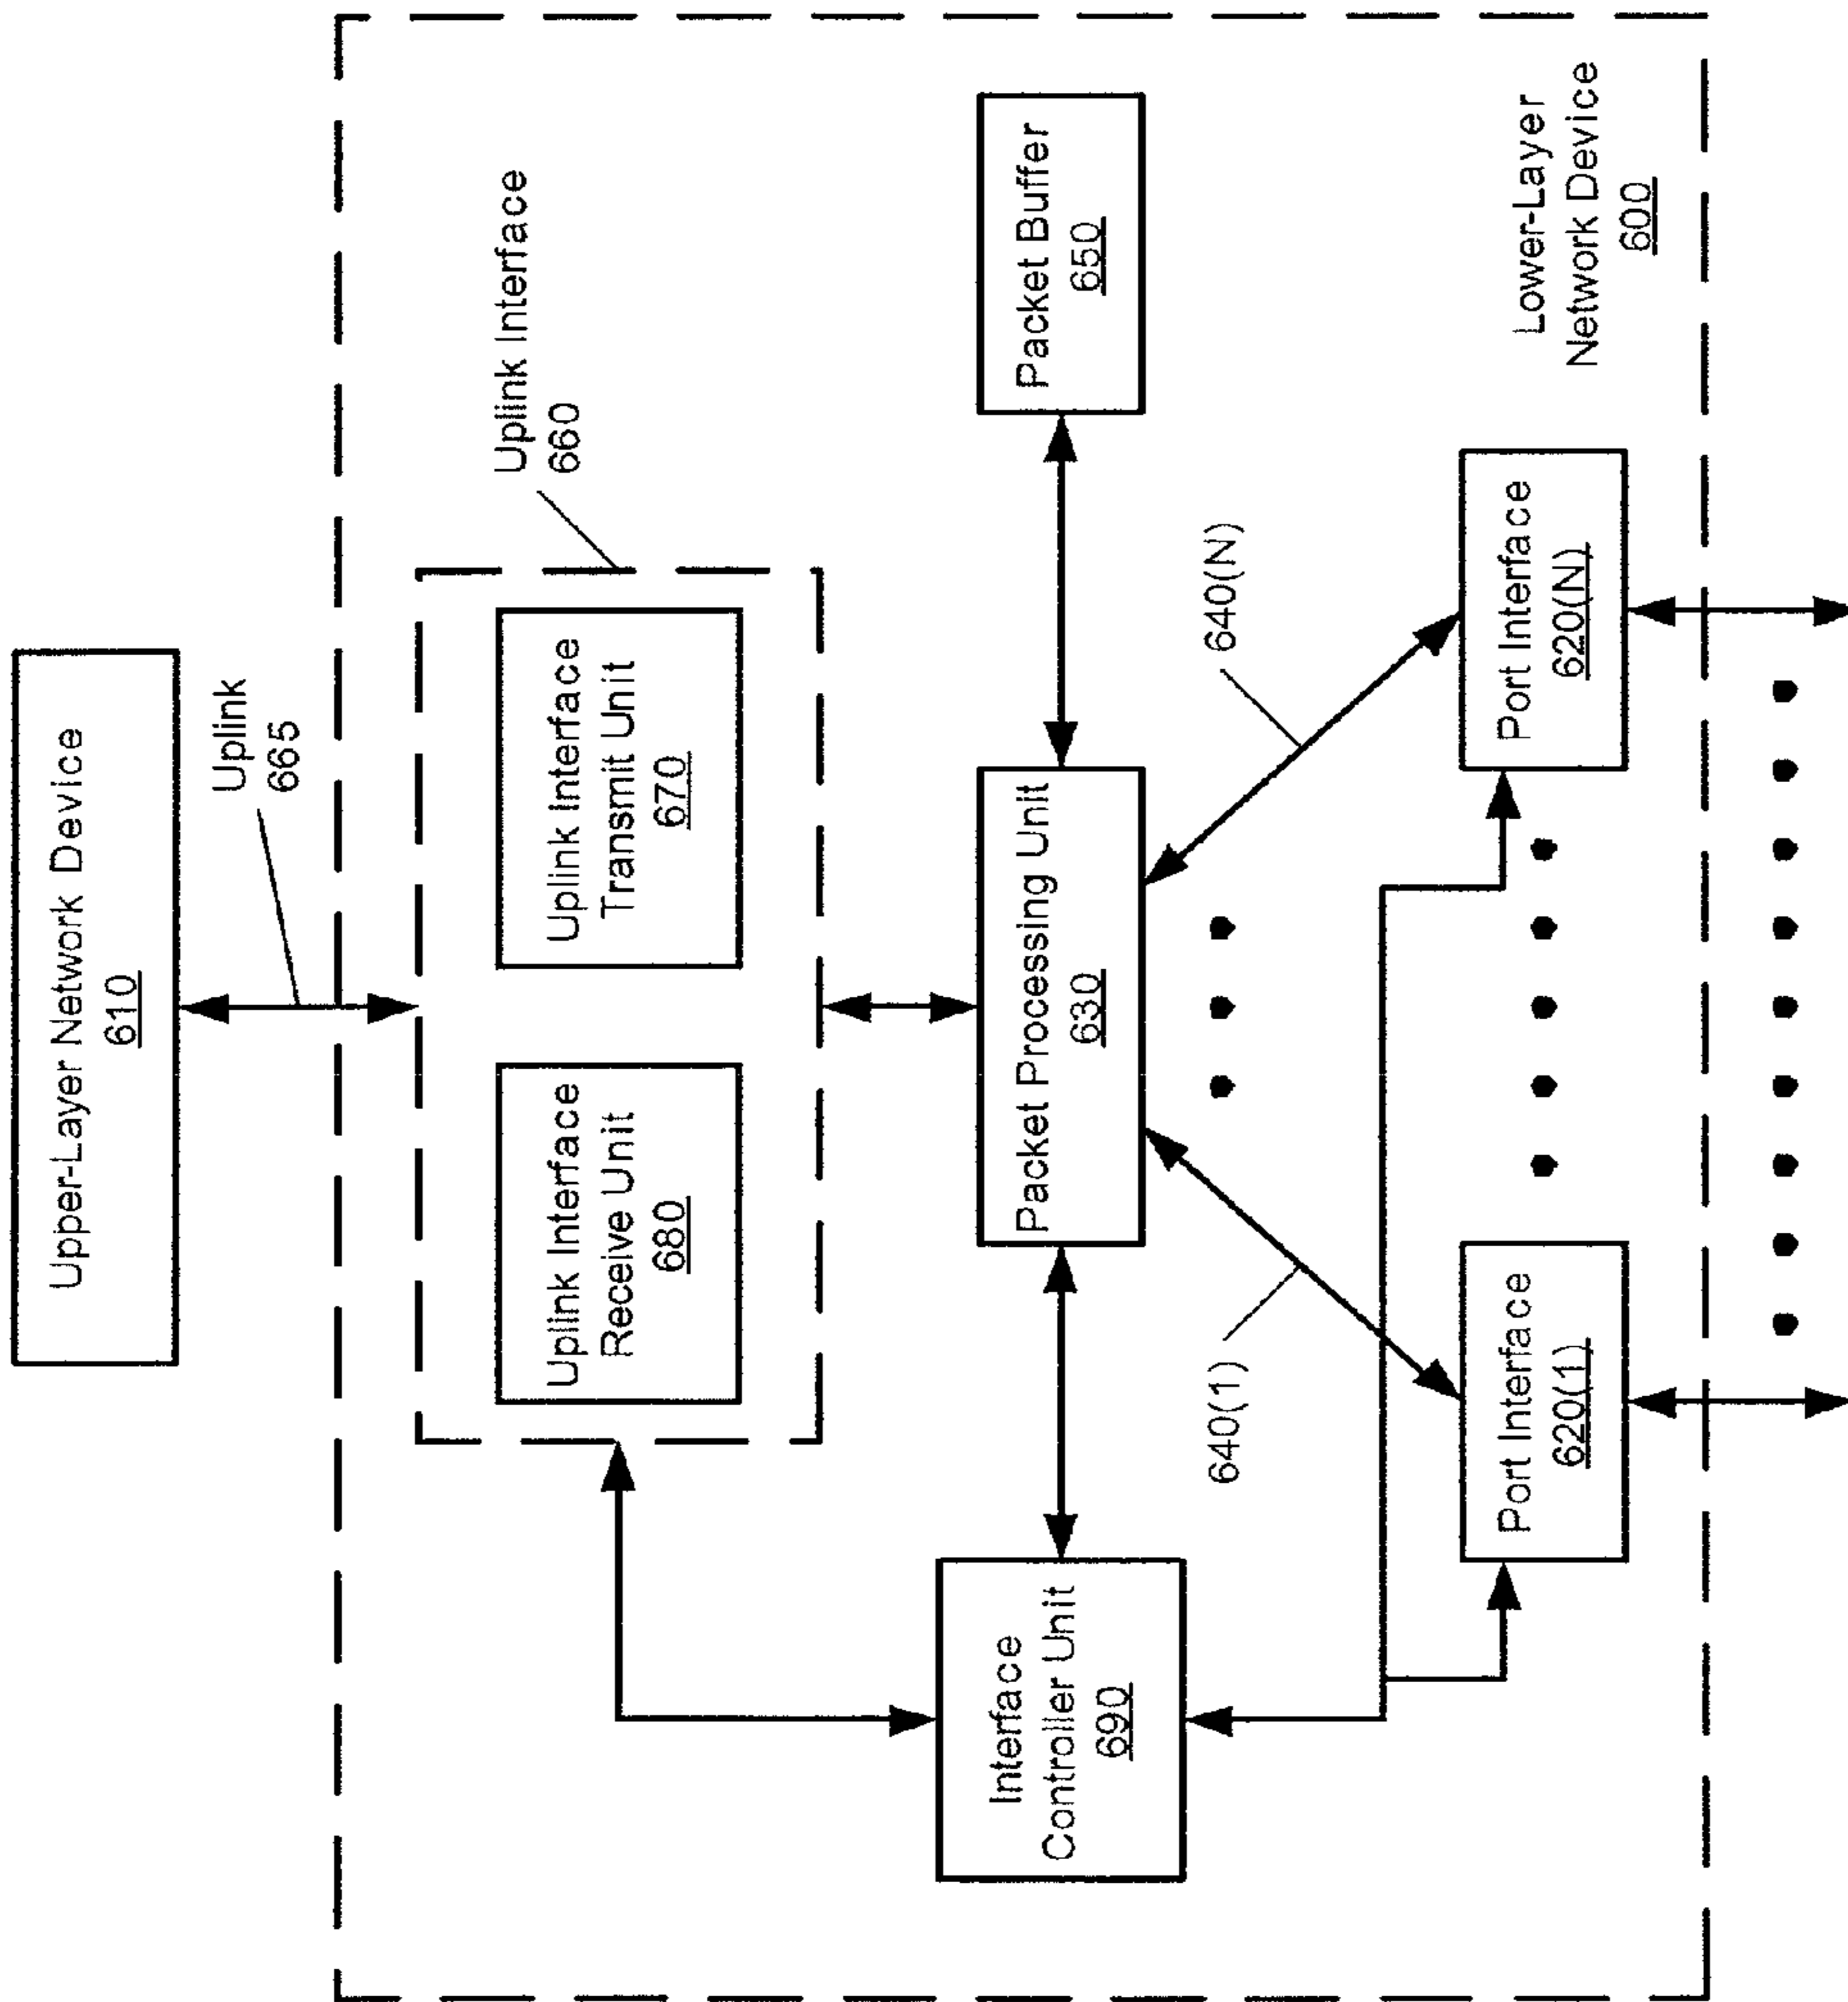 Upper-Layer Network Device
610
Uplink
665
Uplink Interface
660
Uplink Interface
Receive Unit
680
Uplink Interface
Transmit Unit
670
Interface
Controller Unit
690
Packet Processing Unit
630
Packet Buffer
650
640(1)
640(N)
Port Interface
620(1)
Port Interface
620(N)
Lower-Layer
Network Device
600